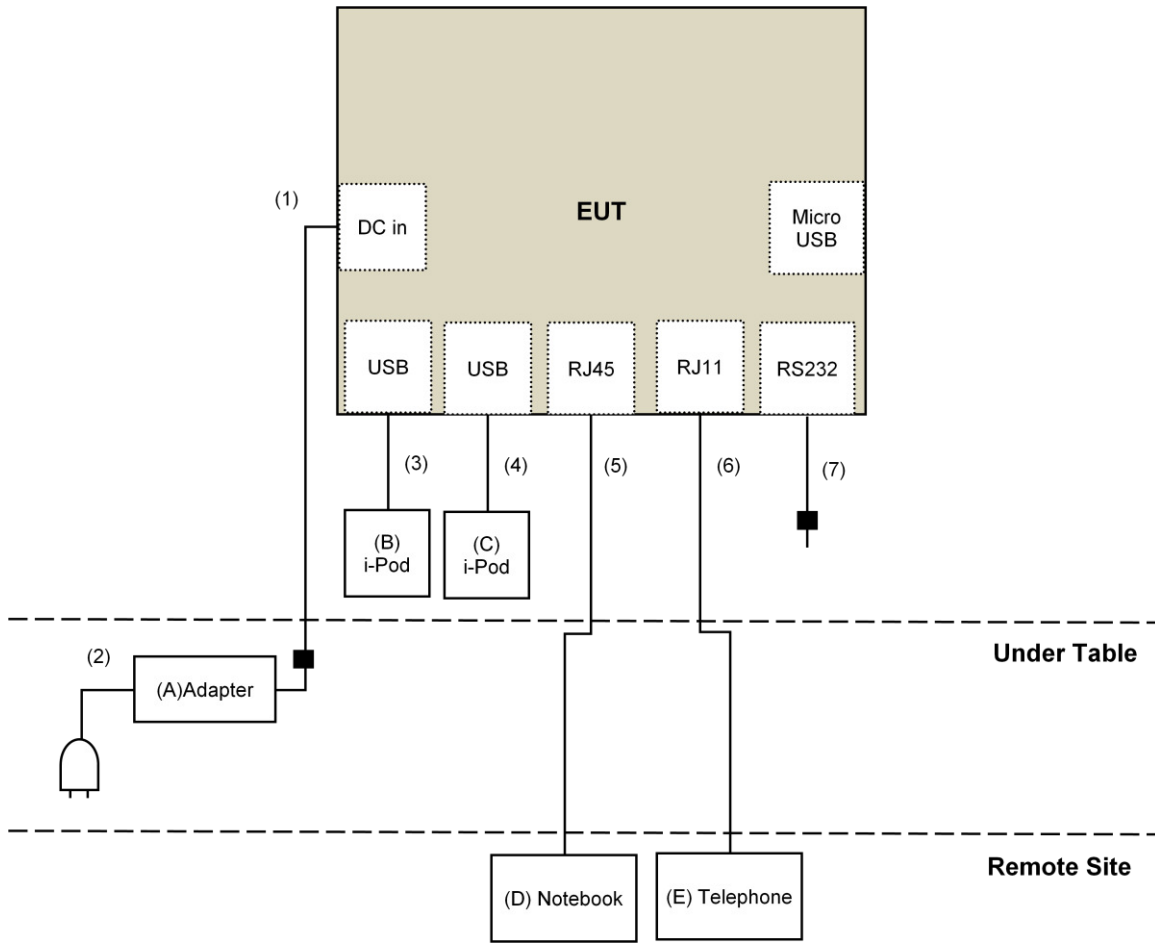 EUT
(1)
DC in
Micro
USB
USB
USB
RJ45
RJ11
RS232
(3)
(4)
(5)
(6)
(7)
(B)
i-Pod
(C)
i-Pod
Under Table
(2)
(A)Adapter
Remote Site
(D) Notebook
(E) Telephone